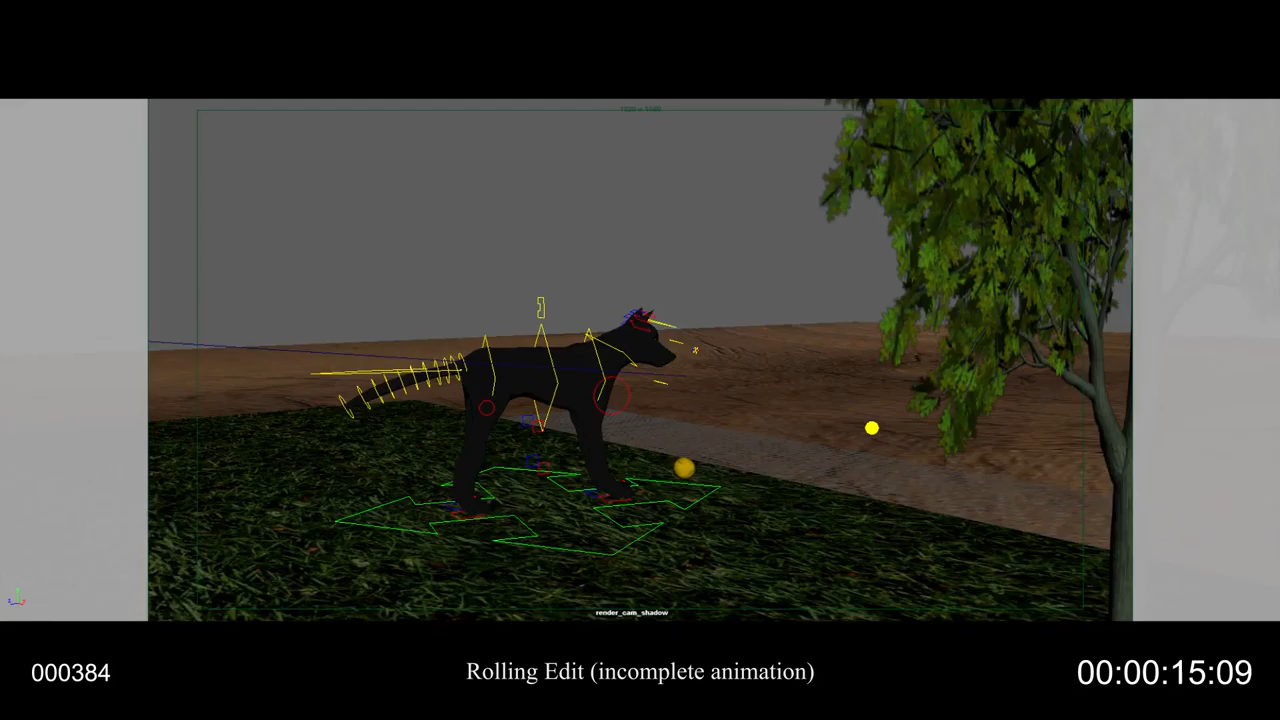 render_cam_shadow
000384
Rolling Edit (incomplete animation)
00:00:15:09